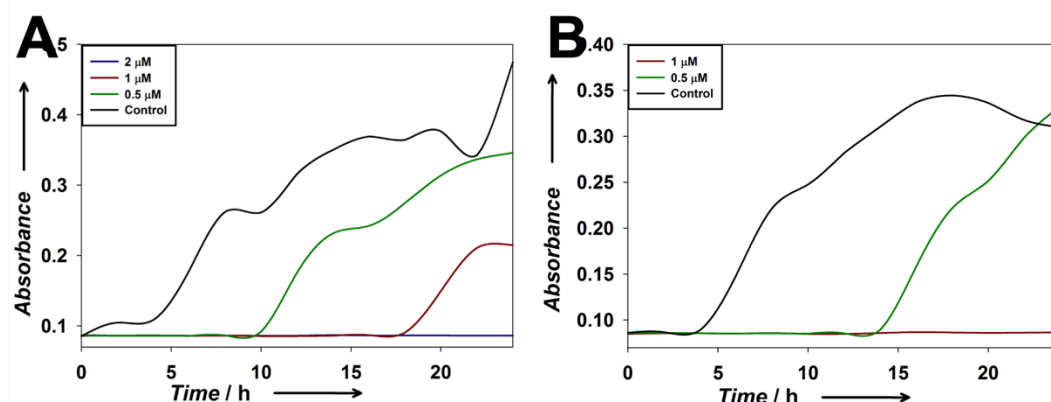 A
0.5
0.4
0.3
0.2
0.1
Absorbance
2 μM
1 μM
0.5 μM
Control
0 5 10 15 20
Time / h
B
0.40
0.35
0.30
0.25
0.20
0.15
0.10
Absorbance
1 μM
0.5 μM
Control
0 5 10 15 20
Time / h